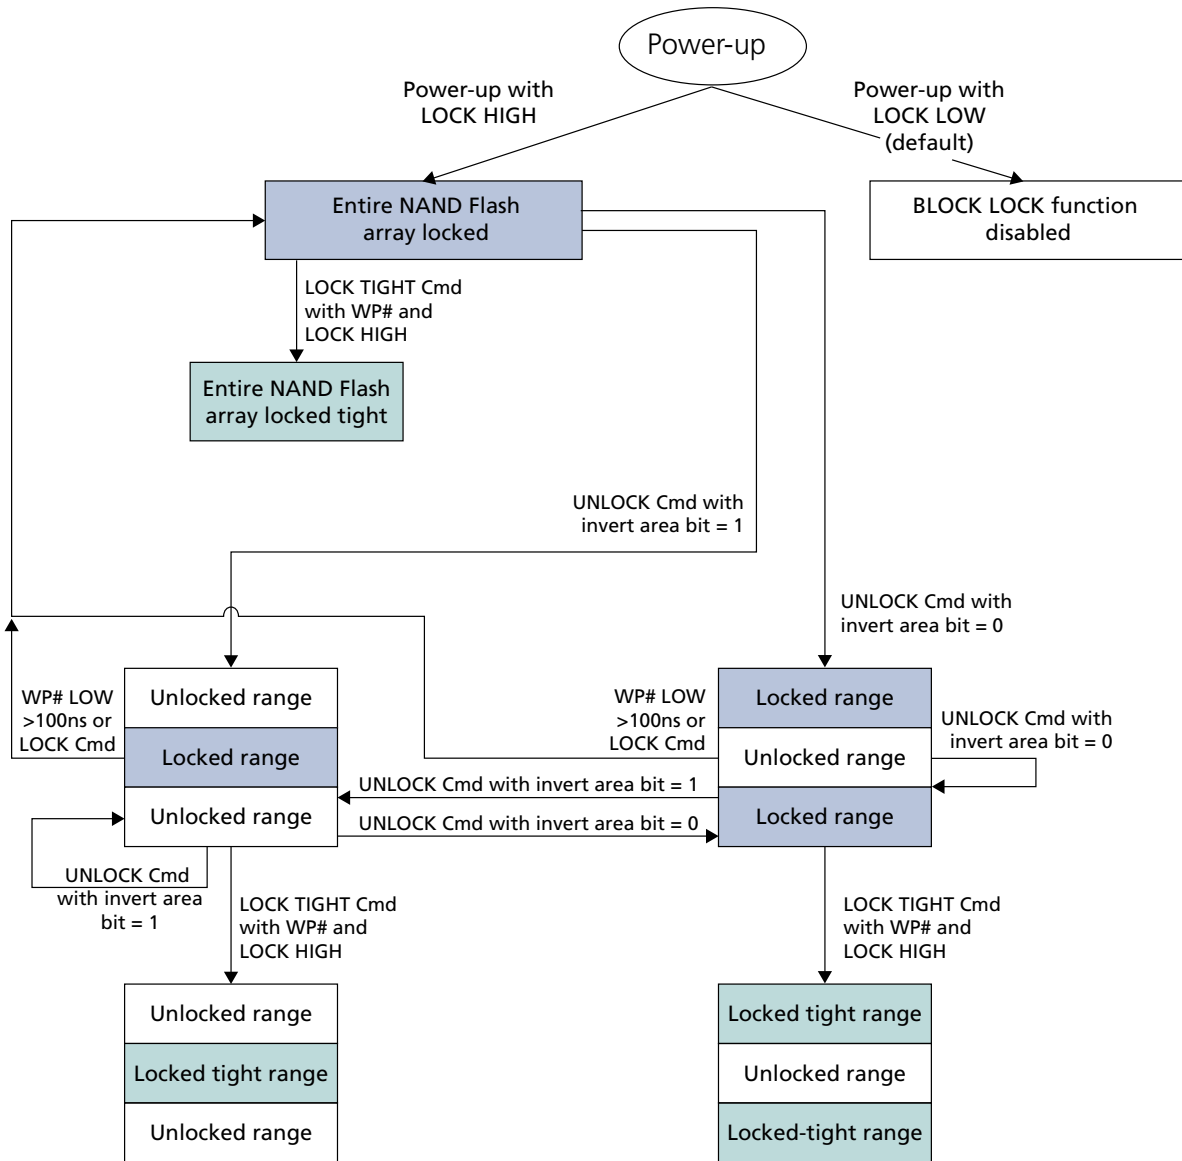 Power-up
Power-up with
LOCK HIGH
Power-up with
LOCK LOW
(default)
Entire NAND Flash
array locked
BLOCK LOCK function
disabled
LOCK TIGHT Cmd
with WP# and
LOCK HIGH
Entire NAND Flash
array locked tight
UNLOCK Cmd with
invert area bit = 1
UNLOCK Cmd with
invert area bit = 0
WP# LOW
>100ns or
LOCK Cmd
Unlocked range
Locked range
Unlocked range
WP# LOW
>100ns or
LOCK Cmd
Locked range
Unlocked range
Locked range
UNLOCK Cmd with
invert area bit = 0
UNLOCK Cmd with invert area bit = 1
UNLOCK Cmd with invert area bit = 0
UNLOCK Cmd
with invert area
bit = 1
LOCK TIGHT Cmd
with WP# and
LOCK HIGH
LOCK TIGHT Cmd
with WP# and
LOCK HIGH
Unlocked range
Locked tight range
Unlocked range
Locked tight range
Unlocked range
Locked-tight range